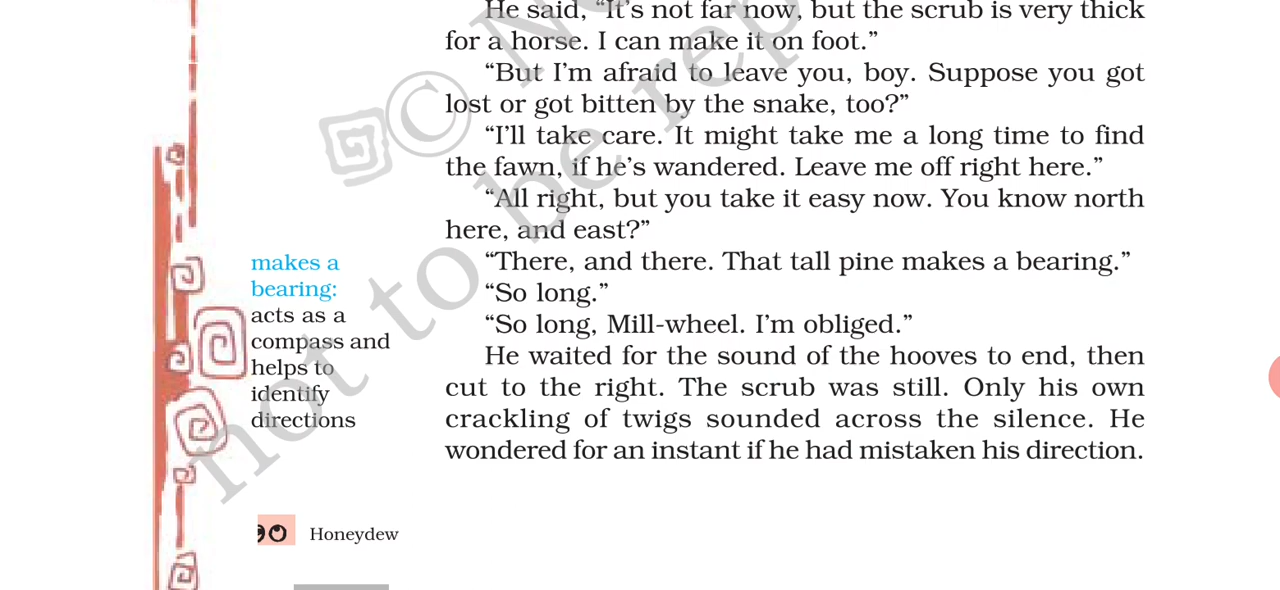 He said, “It’s not far now, but the scrub is very thick
for a horse. I can make it on foot.”
“But I’m afraid to leave you, boy. Suppose you got
lost or got bitten by the snake, too?”
“I’ll take care. It might take me a long time to find
the fawn, if he’s wandered. Leave me off right here.”
“All right, but you take it easy now. You know north
here, and east?”
“There, and there. That tall pine makes a bearing.”
“So long.”
“So long, Mill-wheel. I’m obliged.”
He waited for the sound of the hooves to end, then
cut to the right. The scrub was still. Only his own
crackling of twigs sounded across the silence. He
wondered for an instant if he had mistaken his direction.
makes a
bearing:
acts as a
compass and
helps to
identify
directions
Honeydew
©
not to be rep